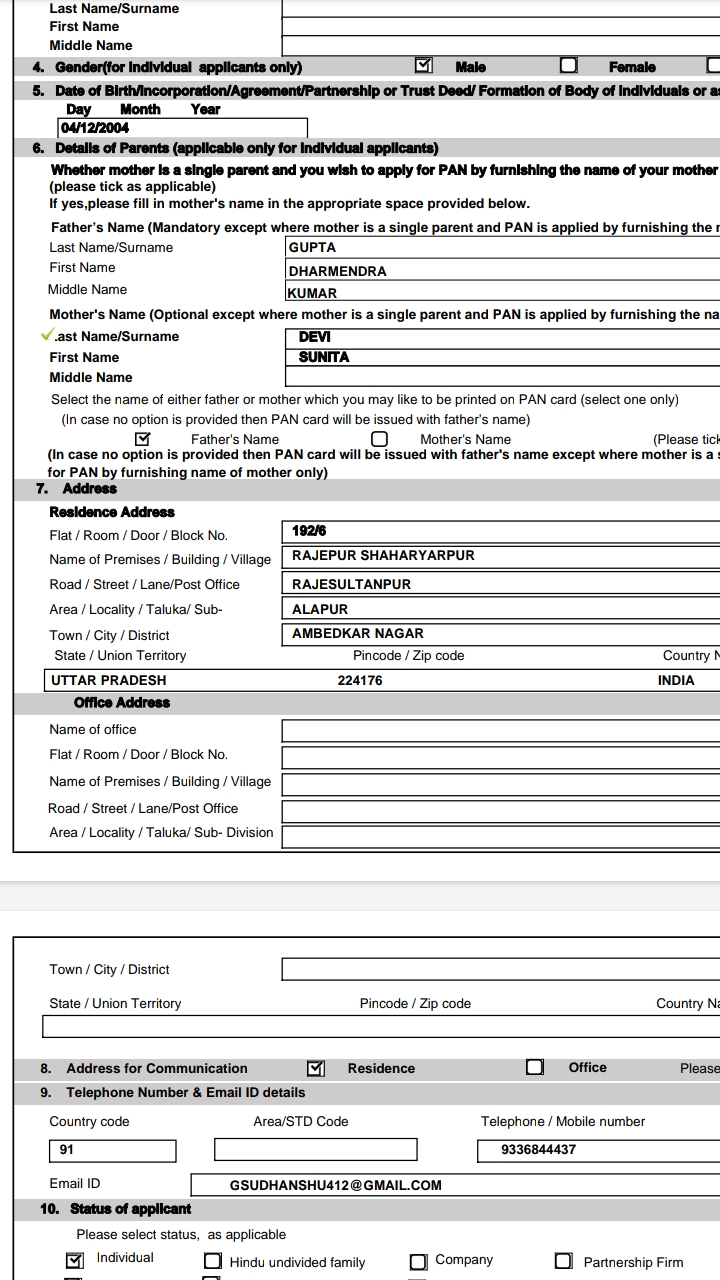 Last Name/Surname
First Name
Middle Name
4. Gender(for Individual applicants only) Male Female
5. Date of Birth/Incorporation/Agreement/Partnership or Trust Deed/ Formation of Body of Individuals or
Day Month Year
04/12/2004
6. Details of Parents (applicable only for Individual applicants)
Whether mother is a single parent and you wish to apply for PAN by furnishing the name of your mother
(please tick as applicable)
If yes,please fill in mother's name in the appropriate space provided below.
Father's Name (Mandatory except where mother is a single parent and PAN is applied by furnishing the
Last Name/Surname GUPTA
First Name DHARMENDRA
Middle Name KUMAR
Mother's Name (Optional except where mother is a single parent and PAN is applied by furnishing the
.ast Name/Surname DEVI
First Name SUNITA
Middle Name
Select the name of either father or mother which you may like to be printed on PAN card (select one only)
(In case no option is provided then PAN card will be issued with father's name)
Father's Name Mother's Name (Please tick
(In case no option is provided then PAN card will be issued with father's name except where mother is a
for PAN by furnishing name of mother only)
7. Address
Residence Address
Flat / Room / Door / Block No. 192/6
Name of Premises / Building / Village RAJEPUR SHAHARYARPUR
Road / Street / Lane/Post Office RAJESULTANPUR
Area / Locality / Taluka/ Sub- ALAPUR
Town / City / District AMBEDKAR NAGAR
State / Union Territory Pincode / Zip code Country
UTTAR PRADESH 224176 INDIA
Office Address
Name of office
Flat / Room / Door / Block No.
Name of Premises / Building / Village
Road / Street / Lane/Post Office
Area / Locality / Taluka/ Sub- Division
Town / City / District
State / Union Territory Pincode / Zip code Country
8. Address for Communication Residence Office Please
9. Telephone Number & Email ID details
Country code Area/STD Code Telephone / Mobile number
91 9336844437
Email ID GSUDHANSHU412@GMAIL.COM
10. Status of applicant
Please select status, as applicable
Individual Hindu undivided family Company Partnership Firm